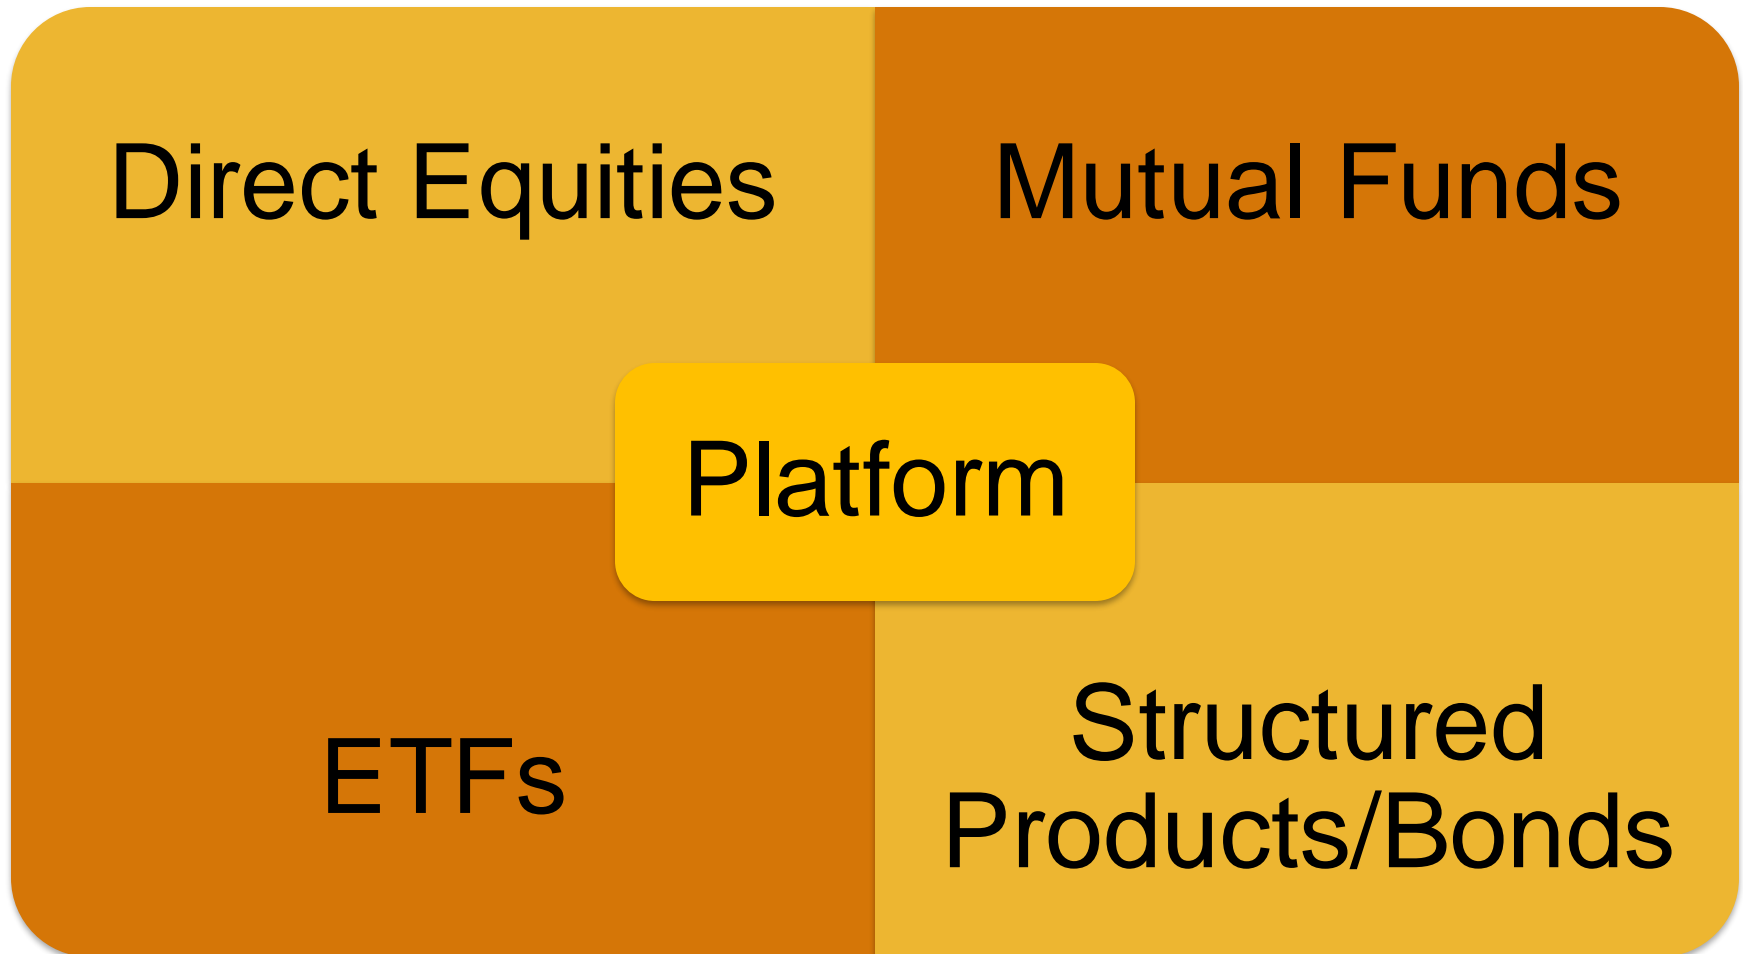 Direct Equities
Mutual Funds
Platform
ETFs
Structured
Products/Bonds